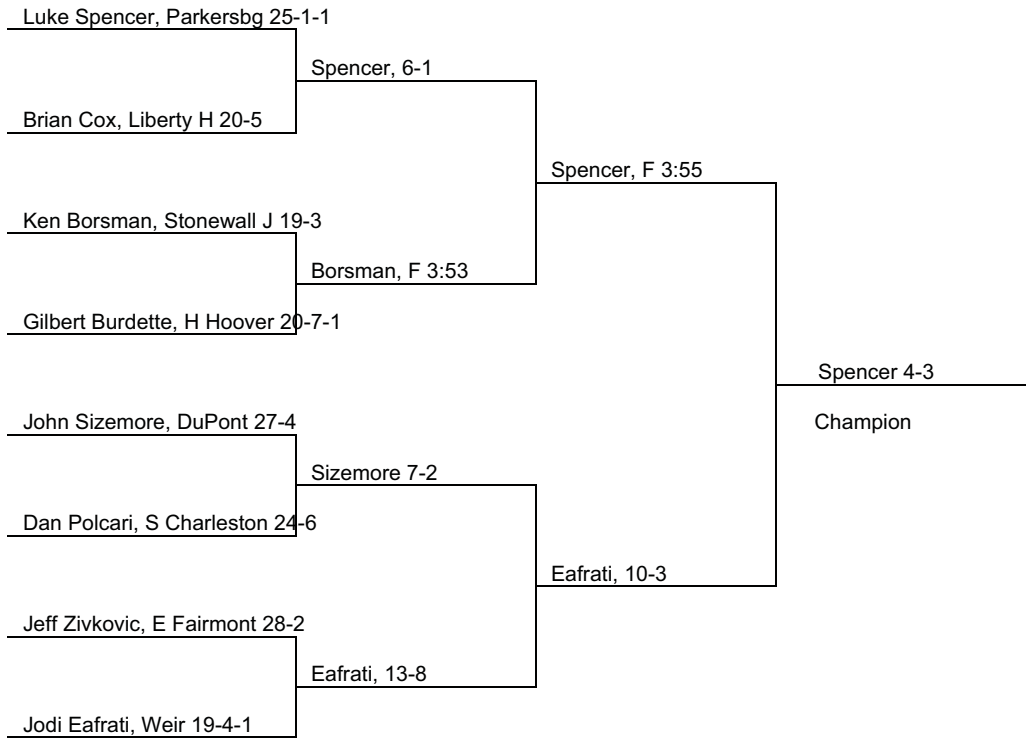 Luke Spencer, Parkersbg 25-1-1
Spencer, 6-1
Brian Cox, Liberty H 20-5
Spencer, F 3:55
Ken Borsman, Stonewall J 19-3
Borsman, F 3:53
Gilbert Burdette, H Hoover 20-7-1
Spencer 4-3
John Sizemore, DuPont 27-4
Champion
Sizemore 7-2
Dan Polcari, S Charleston 24-6
Eafrati, 10-3
Jeff Zivkovic, E Fairmont 28-2
Eafrati, 13-8
Jodi Eafrati, Weir 19-4-1